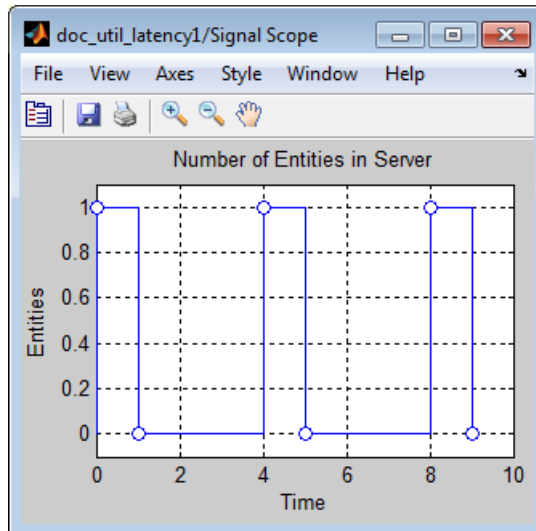 doc_util_latency1/Signal Scope
File View Axes Style Window Help
Number of Entities in Server
1
0.8
0.6
0.4
0.2
0
Entities
0 2 4 6 8 10
Time